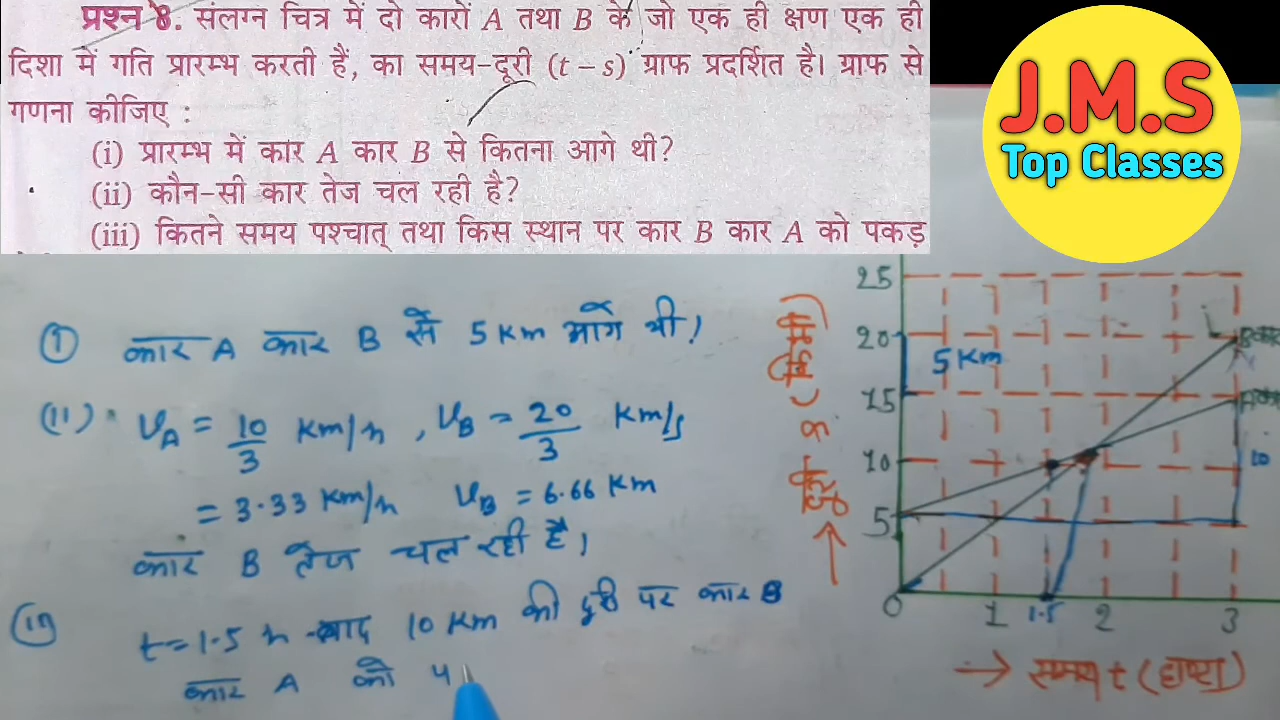 प्रश्न 8. संलग्न चित्र में दो कारों A तथा B के जो एक ही क्षण एक ही
दिशा में गति प्रारम्भ करती हैं, का समय-दूरी (t – s) ग्राफ प्रदर्शित है। ग्राफ से
गणना कीजिए :
(i) प्रारम्भ में कार A कार B से कितना आगे थी?
(ii) कौन-सी कार तेज चल रही है?
(iii) कितने समय पश्चात् तथा किस स्थान पर कार B कार A को पकड़
J.M.S
Top Classes
(i) कार A कार B से 5 Km आगे थी।
(ii) VA = 10/3 Km/h , VB = 20/3 Km/s
= 3.33 Km/h VB = 6.66 Km
कार B तेज चल रही है।
t = 1.5 h बाद 10 Km की दूरी पर कार B
कार A को प
25
20
5 Km
15
10
10
5
0 1 1.5 2 3
समय t (घण्टा)